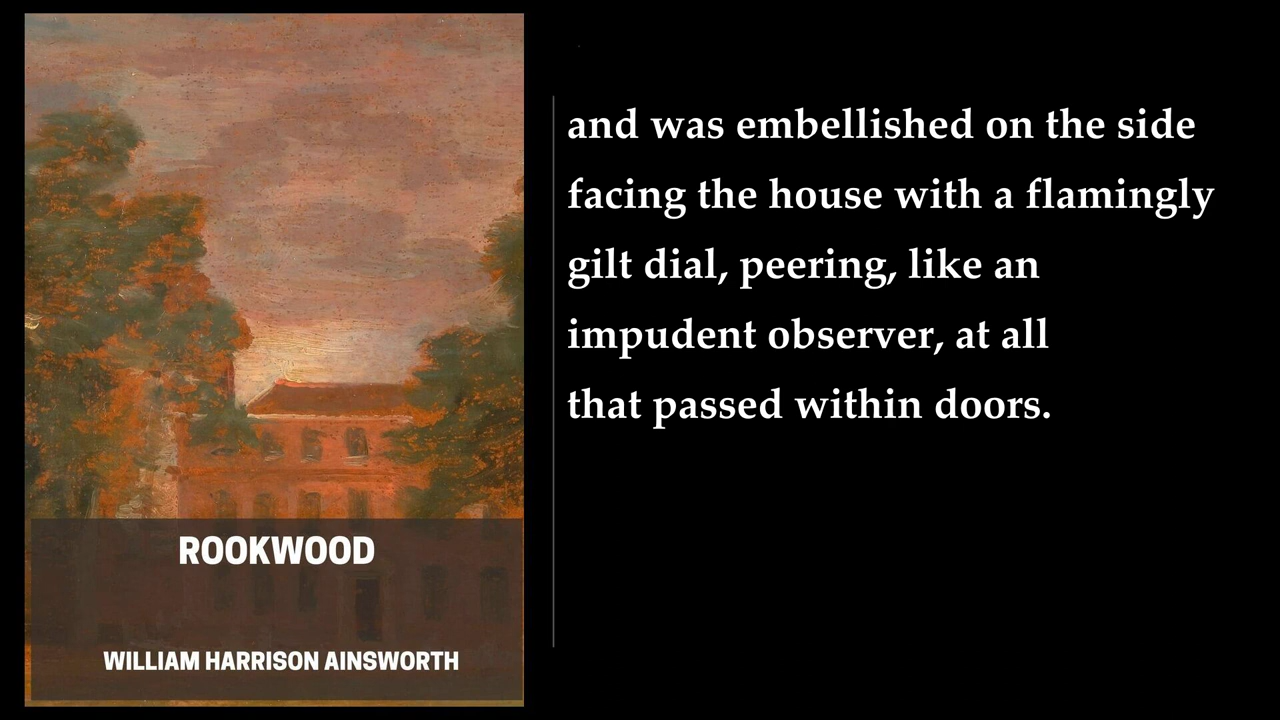 ROOKWOOD
WILLIAM HARRISON AINSWORTH
and was embellished on the side
facing the house with a flamingly
gilt dial, peering, like an
impudent observer, at all
that passed within doors.